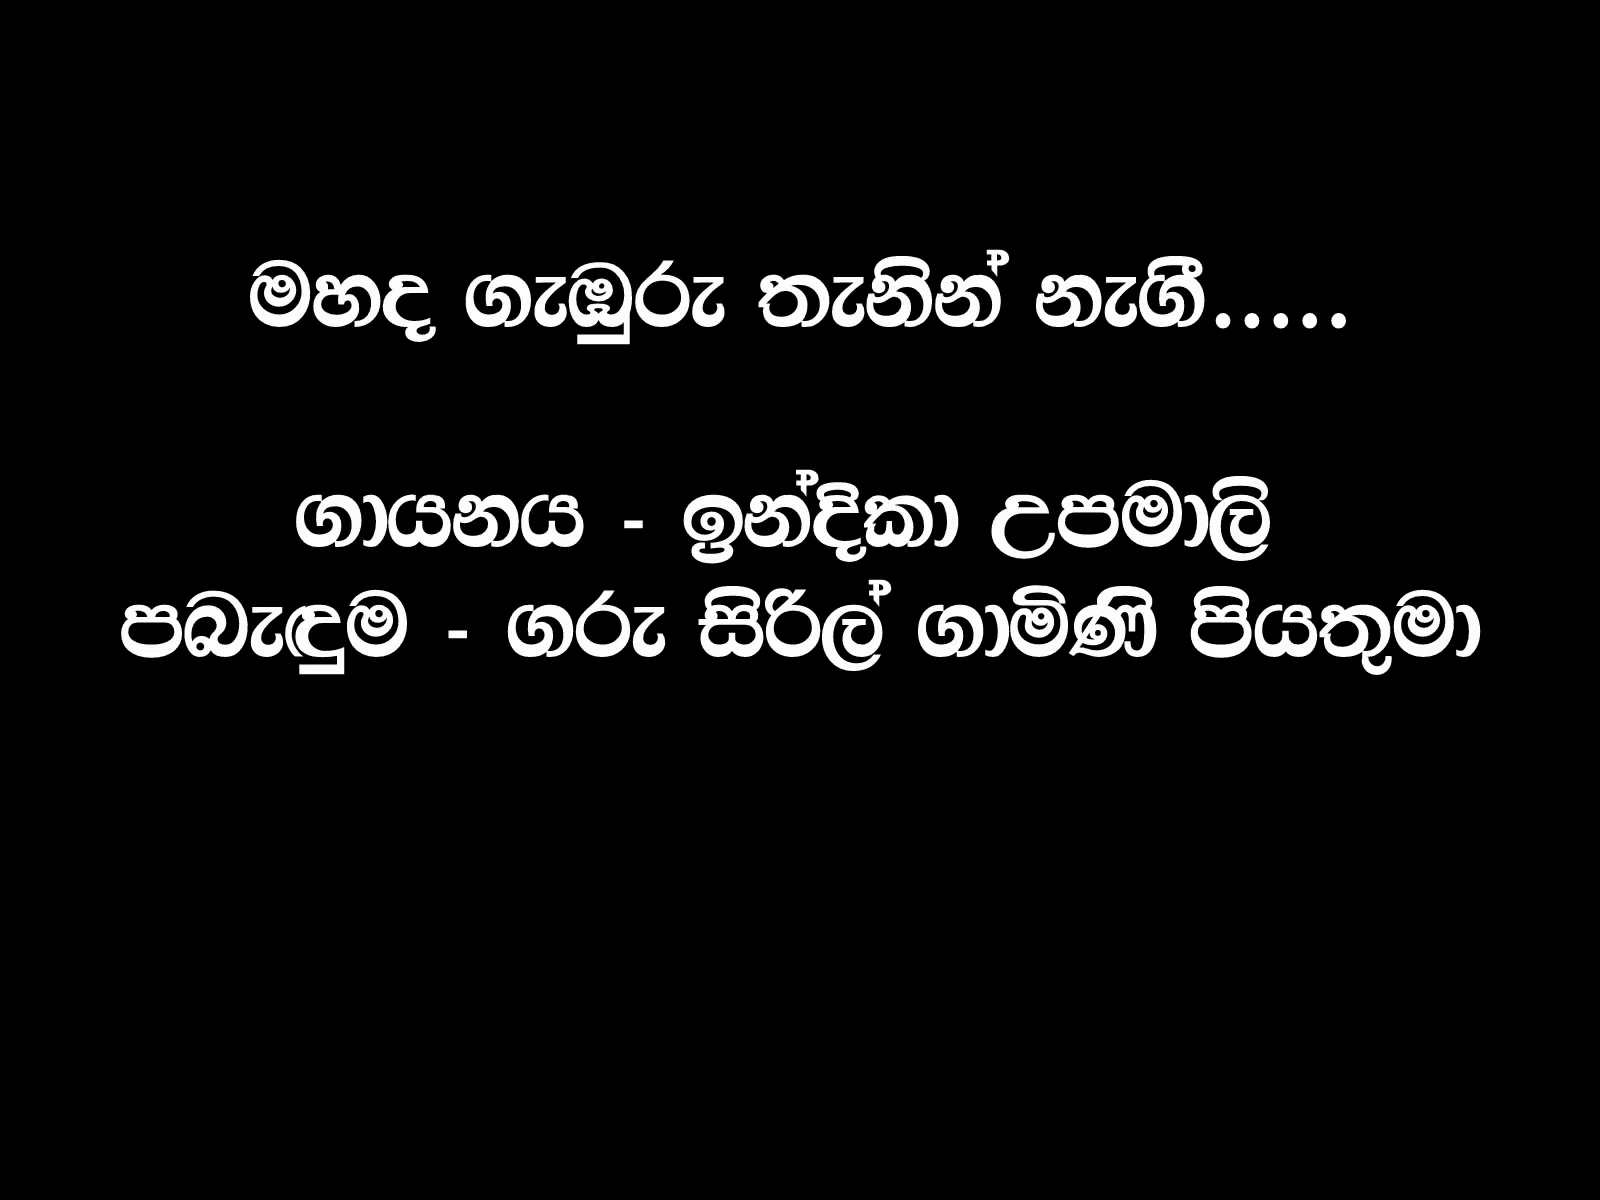 මහද ගැඹුරු තැනින් නැගී.....
ගායනය - ඉන්දිකා උපමාලි
පබැඳුම - ගරු සිරිල් ගාමිණි පියතුමා